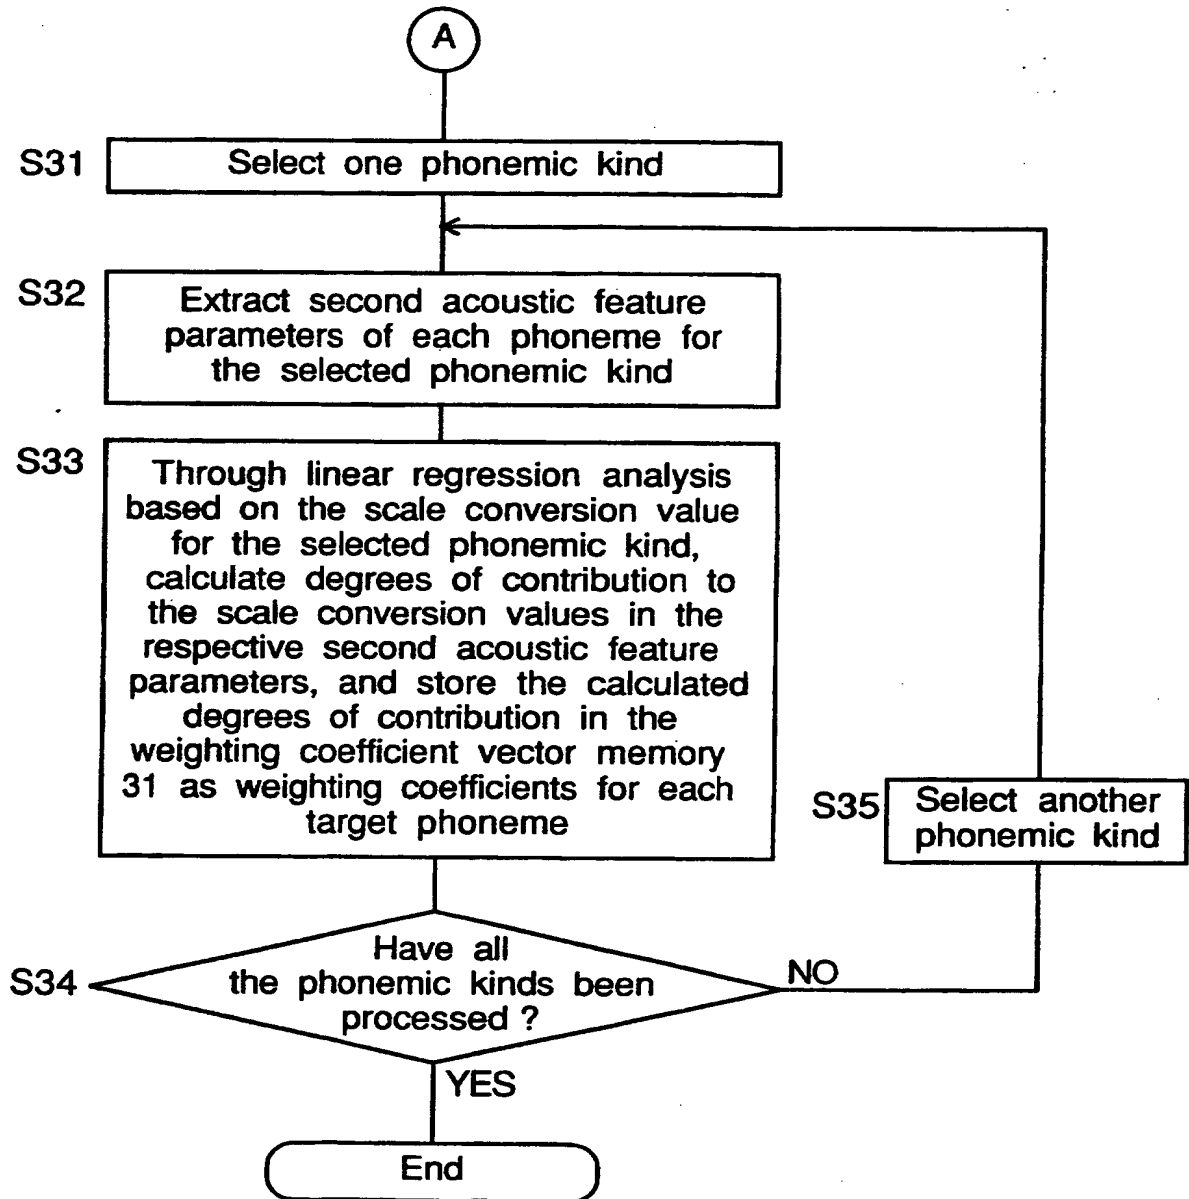 A
S31
Select one phonemic kind
S32
Extract second acoustic feature
parameters of each phoneme for
the selected phonemic kind
S33
Through linear regression analysis
based on the scale conversion value
for the selected phonemic kind,
calculate degrees of contribution to
the scale conversion values in the
respective second acoustic feature
parameters, and store the calculated
degrees of contribution in the
weighting coefficient vector memory
31 as weighting coefficients for each
target phoneme
S35
Select another
phonemic kind
S34
Have all
the phonemic kinds been
processed ?
NO
YES
End